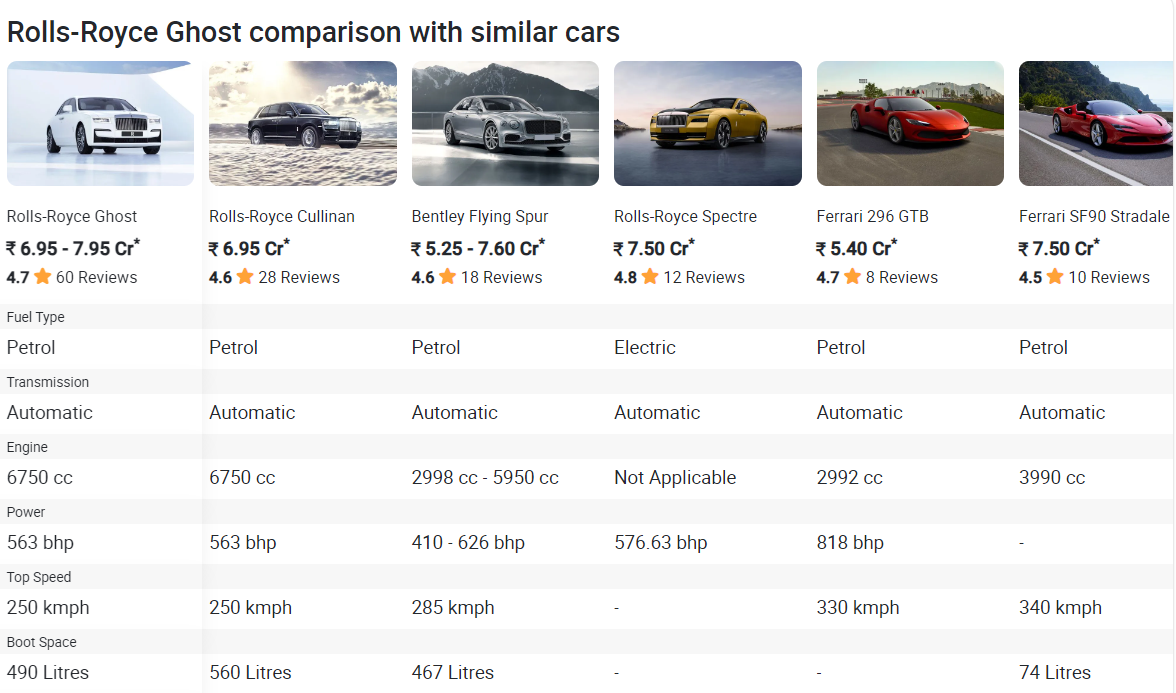 Rolls-Royce Ghost comparison with similar cars
Rolls-Royce Ghost Rolls-Royce Cullinan Bentley Flying Spur Rolls-Royce Spectre Ferrari 296 GTB Ferrari SF90 Stradale
₹ 6.95 - 7.95 Cr* ₹ 6.95 Cr* ₹ 5.25 - 7.60 Cr* ₹ 7.50 Cr* ₹ 5.40 Cr* ₹ 7.50 Cr*
4.7 60 Reviews 4.6 28 Reviews 4.6 18 Reviews 4.8 12 Reviews 4.7 8 Reviews 4.5 10 Reviews
Fuel Type
Petrol Petrol Petrol Electric Petrol Petrol
Transmission
Automatic Automatic Automatic Automatic Automatic Automatic
Engine
6750 cc 6750 cc 2998 cc - 5950 cc Not Applicable 2992 cc 3990 cc
Power
563 bhp 563 bhp 410 - 626 bhp 576.63 bhp 818 bhp -
Top Speed
250 kmph 250 kmph 285 kmph - 330 kmph 340 kmph
Boot Space
490 Litres 560 Litres 467 Litres - - 74 Litres